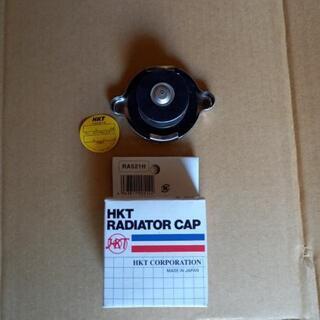 HKT
RA521H
HKT
RADIATOR CAP
HKT
HKT CORPORATION
MADE IN JAPAN